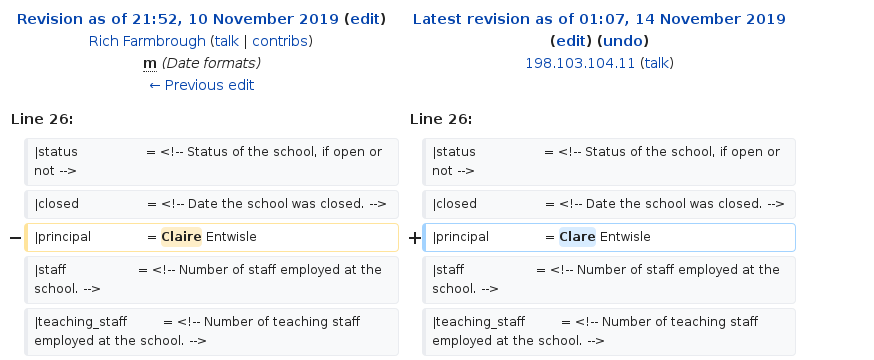 Revision as of 21:52, 10 November 2019 (edit)
Rich Farmbrough (talk | contribs)
m (Date formats)
← Previous edit
Line 26:
|status = <!-- Status of the school, if open or
not -->
|closed = <!-- Date the school was closed. -->
− |principal = Claire Entwisle
|staff = <!-- Number of staff employed at the
school. -->
|teaching_staff = <!-- Number of teaching staff
employed at the school. -->
Latest revision as of 01:07, 14 November 2019
(edit) (undo)
198.103.104.11 (talk)
Line 26:
|status = <!-- Status of the school, if open or
not -->
|closed = <!-- Date the school was closed. -->
+ |principal = Clare Entwisle
|staff = <!-- Number of staff employed at the
school. -->
|teaching_staff = <!-- Number of teaching staff
employed at the school. -->